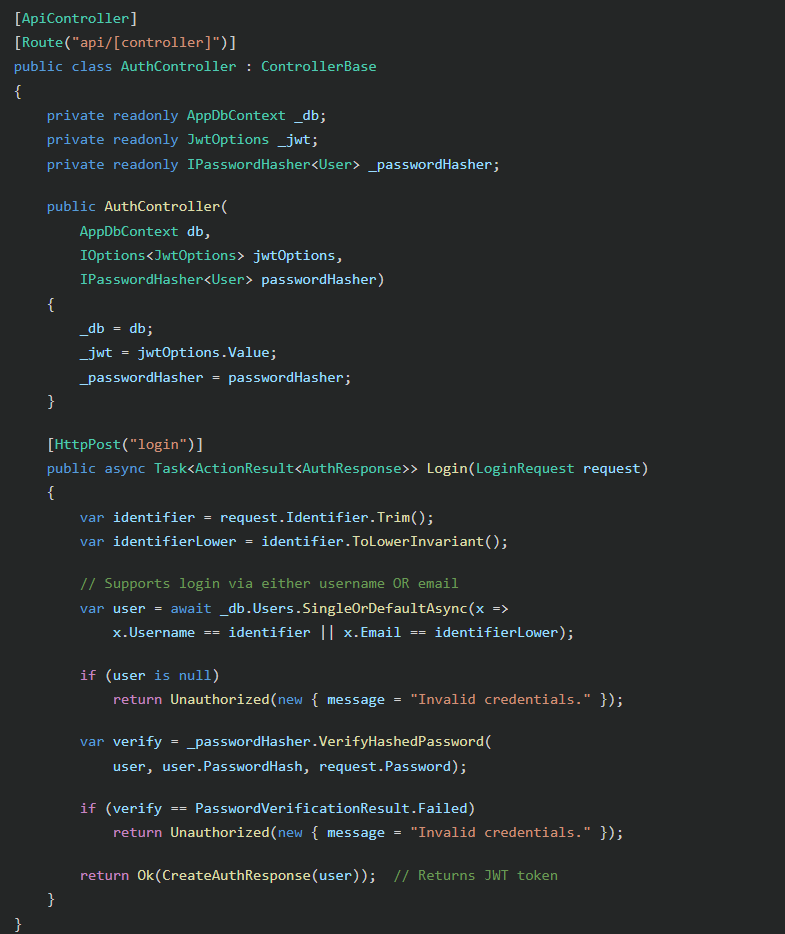 [ApiController]
[Route("api/[controller]")]
public class AuthController : ControllerBase
{
    private readonly AppDbContext _db;
    private readonly JwtOptions _jwt;
    private readonly IPasswordHasher<User> _passwordHasher;

    public AuthController(
        AppDbContext db,
        IOptions<JwtOptions> jwtOptions,
        IPasswordHasher<User> passwordHasher)
    {
        _db = db;
        _jwt = jwtOptions.Value;
        _passwordHasher = passwordHasher;
    }

    [HttpPost("login")]
    public async Task<ActionResult<AuthResponse>> Login(LoginRequest request)
    {
        var identifier = request.Identifier.Trim();
        var identifierLower = identifier.ToLowerInvariant();

        // Supports login via either username OR email
        var user = await _db.Users.SingleOrDefaultAsync(x =>
            x.Username == identifier || x.Email == identifierLower);

        if (user is null)
            return Unauthorized(new { message = "Invalid credentials." });

        var verify = _passwordHasher.VerifyHashedPassword(
            user, user.PasswordHash, request.Password);

        if (verify == PasswordVerificationResult.Failed)
            return Unauthorized(new { message = "Invalid credentials." });

        return Ok(CreateAuthResponse(user));  // Returns JWT token
    }
}